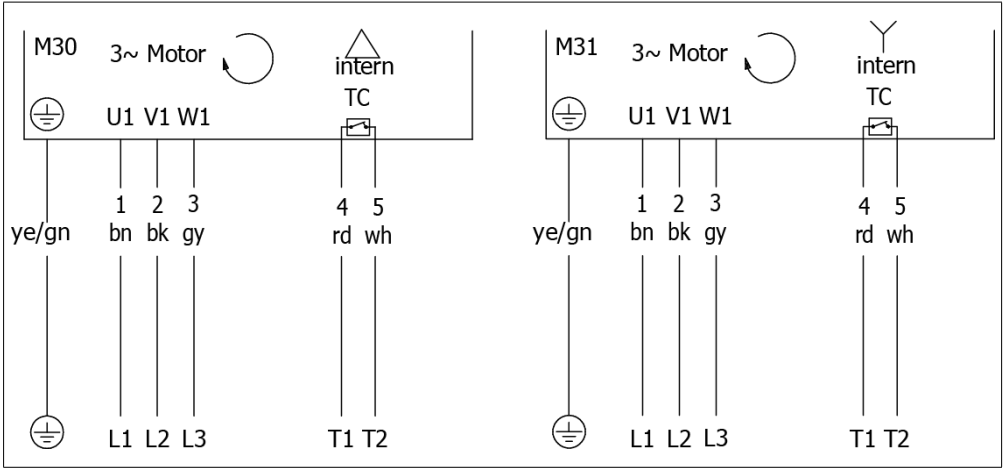 M30
3~ Motor
intern
TC
U1 V1 W1
1 2 3 4 5
ye/gn bn bk gy rd wh
L1 L2 L3 T1 T2
M31
3~ Motor
intern
TC
U1 V1 W1
1 2 3 4 5
ye/gn bn bk gy rd wh
L1 L2 L3 T1 T2